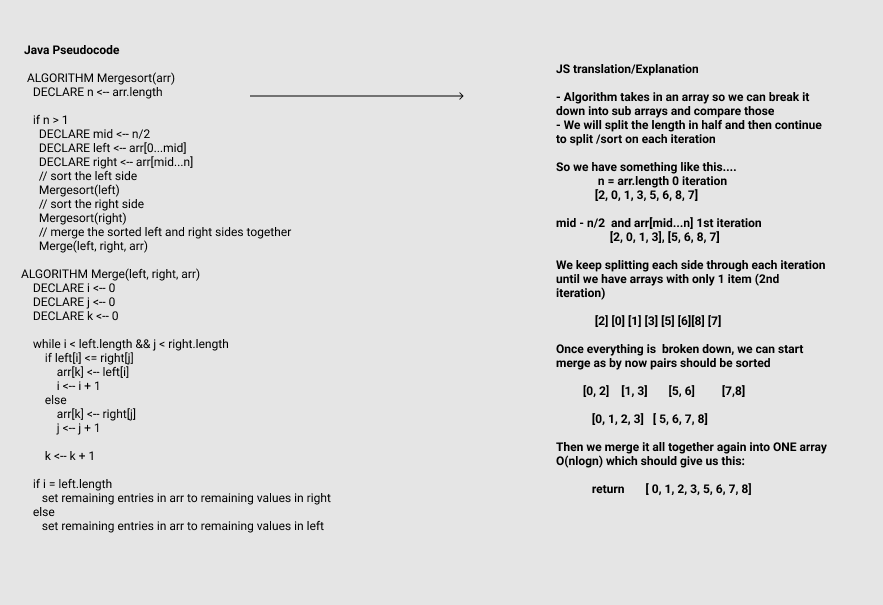 Java Pseudocode
ALGORITHM Mergesort(arr)
DECLARE n <-- arr.length
if n > 1
DECLARE mid <-- n/2
DECLARE left <-- arr[0...mid]
DECLARE right <-- arr[mid...n]
// sort the left side
Mergesort(left)
// sort the right side
Mergesort(right)
// merge the sorted left and right sides together
Merge(left, right, arr)
ALGORITHM Merge(left, right, arr)
DECLARE i <-- 0
DECLARE j <-- 0
DECLARE k <-- 0
while i < left.length && j < right.length
if left[i] <= right[j]
arr[k] <-- left[i]
i <-- i + 1
else
arr[k] <-- right[j]
j <-- j + 1
k <-- k + 1
if i = left.length
set remaining entries in arr to remaining values in right
else
set remaining entries in arr to remaining values in left
JS translation/Explanation
- Algorithm takes in an array so we can break it
down into sub arrays and compare those
- We will split the length in half and then continue
to split /sort on each iteration
So we have something like this....
n = arr.length 0 iteration
[2, 0, 1, 3, 5, 6, 8, 7]
mid - n/2  and arr[mid...n] 1st iteration
[2, 0, 1, 3], [5, 6, 8, 7]
We keep splitting each side through each iteration
until we have arrays with only 1 item (2nd
iteration)
[2] [0] [1] [3] [5] [6][8] [7]
Once everything is  broken down, we can start
merge as by now pairs should be sorted
[0, 2]    [1, 3]    [5, 6]    [7,8]
[0, 1, 2, 3]   [ 5, 6, 7, 8]
Then we merge it all together again into ONE array
O(nlogn) which should give us this:
return    [ 0, 1, 2, 3, 5, 6, 7, 8]